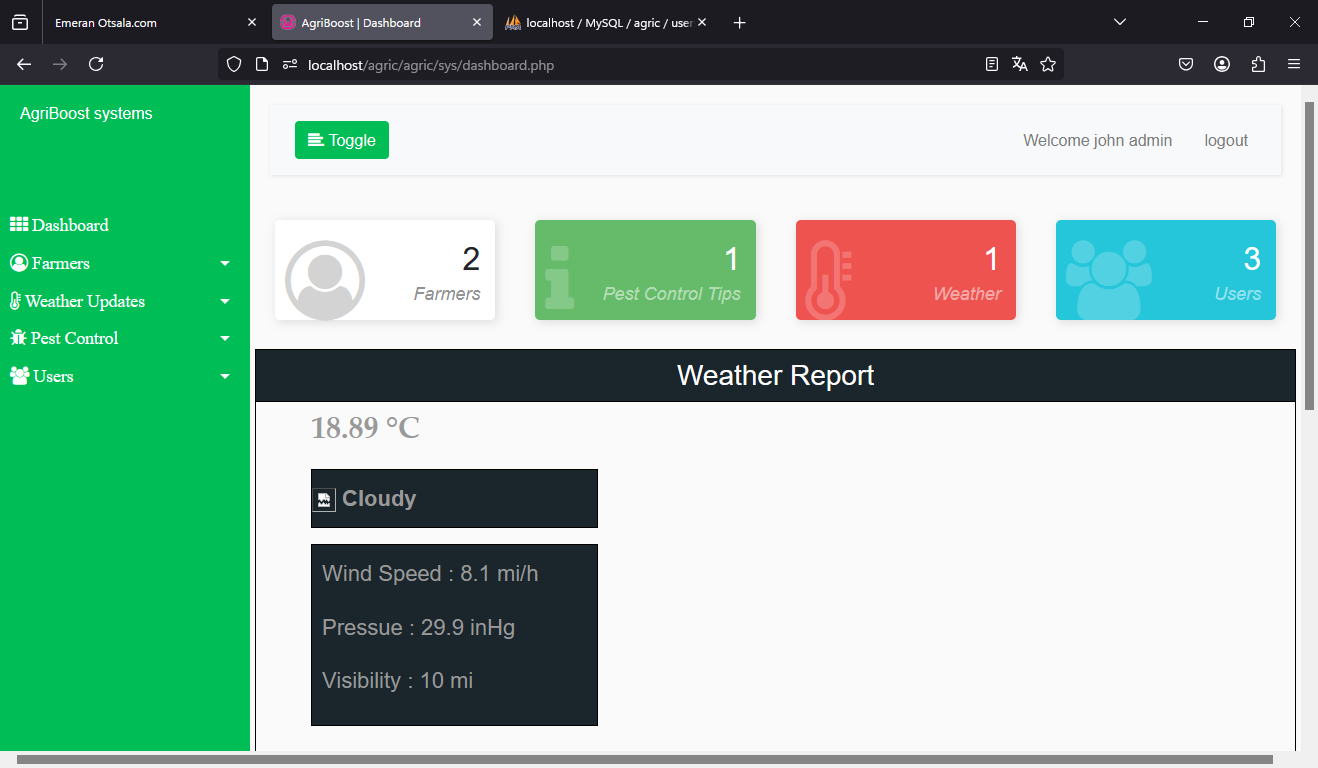 Emeran Otsala.com
AgriBoost | Dashboard
localhost / MySQL / agric / user
localhost/agric/agric/sys/dashboard.php
AgriBoost systems
Toggle
Welcome john admin
logout
Dashboard
Farmers
Weather Updates
Pest Control
Users
2
Farmers
1
Pest Control Tips
1
Weather
3
Users
Weather Report
18.89 °C
Cloudy
Wind Speed : 8.1 mi/h
Pressue : 29.9 inHg
Visibility : 10 mi